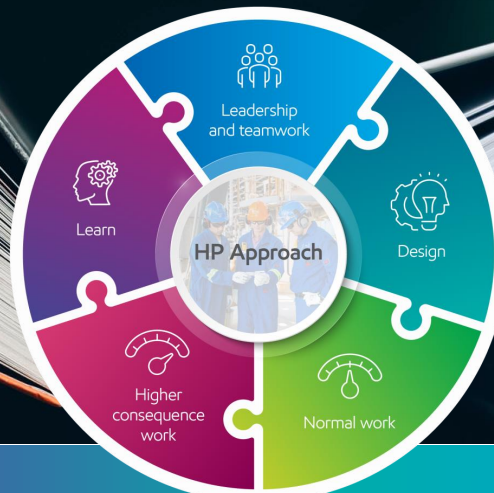 Leadership
and teamwork
Learn
HP Approach
Design
Higher
consequence
work
Normal work